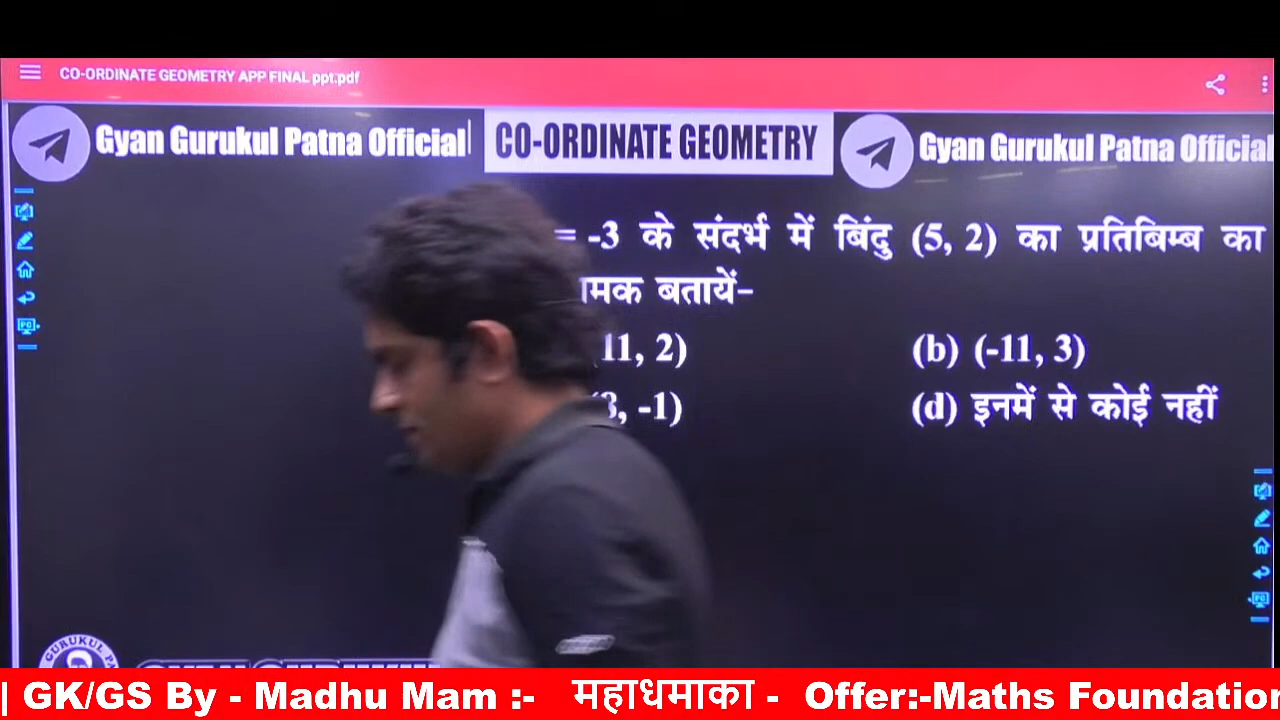 CO-ORDINATE GEOMETRY APP FINAL ppt.pdf
Gyan Gurukul Patna Official
CO-ORDINATE GEOMETRY
Gyan Gurukul Patna Official
= -3 के संदर्भ में बिंदु (5, 2) का प्रतिबिम्ब का
बतायें-
11, 2)
(b) (-11, 3)
, -1)
(d) इनमें से कोई नहीं
| GK/GS By - Madhu Mam :- महाधमाका - Offer:-Maths Foundation